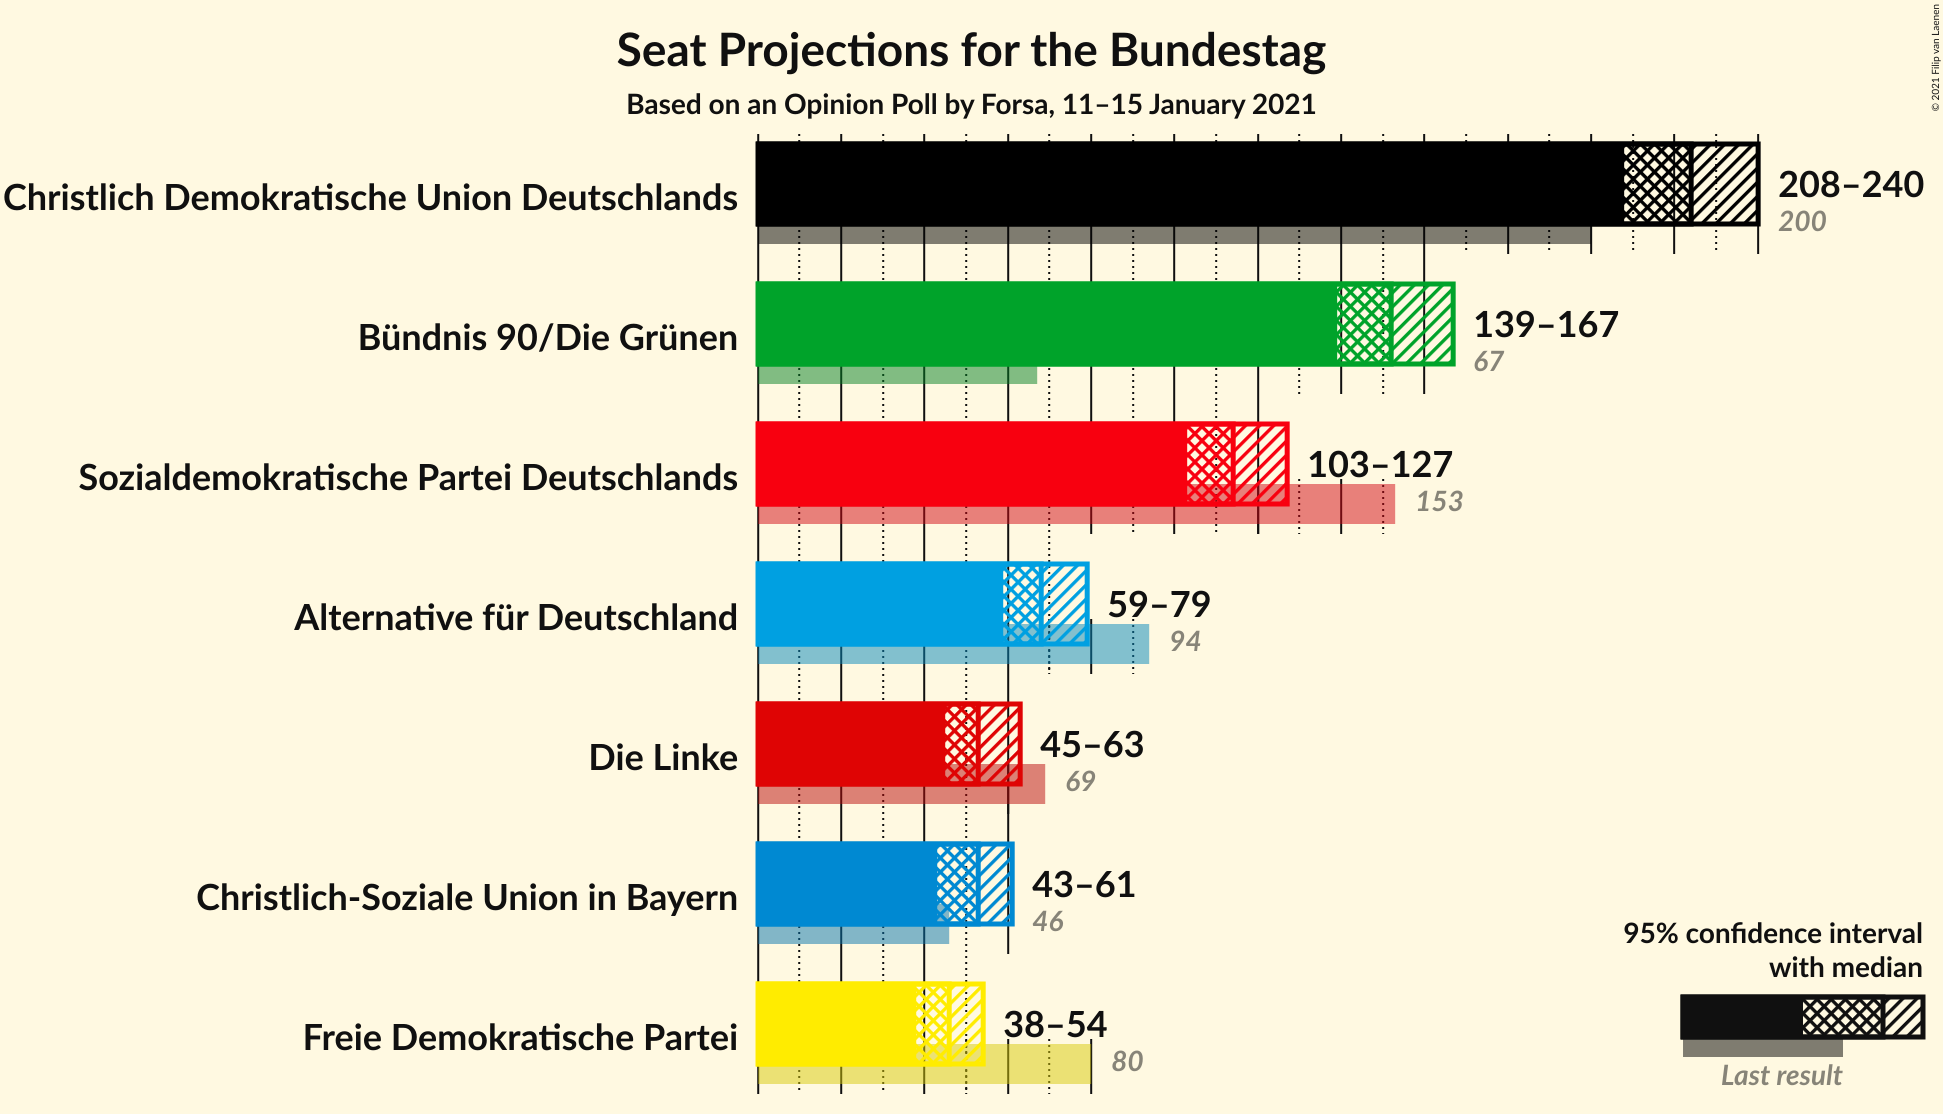 Seat Projections for the Bundestag
Based on an Opinion Poll by Forsa, 11–15 January 2021
© 2021 Filip van Laenen
Christlich Demokratische Union Deutschlands
208–240
200
Bündnis 90/Die Grünen
139–167
67
Sozialdemokratische Partei Deutschlands
103–127
153
Alternative für Deutschland
59–79
94
Die Linke
45–63
69
Christlich-Soziale Union in Bayern
43–61
46
Freie Demokratische Partei
38–54
80
95% confidence interval
with median
Last result